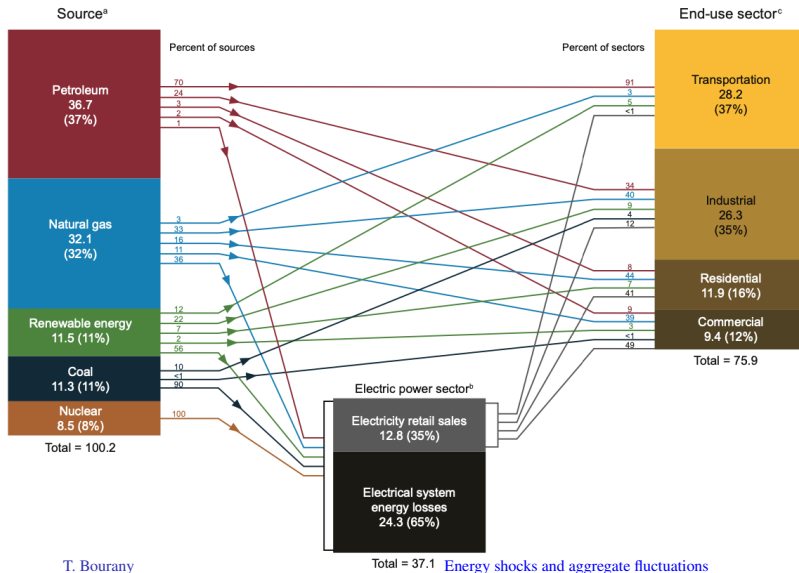 Sourceᵃ
End-use sectorᶜ
Percent of sources
Percent of sectors
Petroleum
36.7
(37%)
70
24
3
2
1
Natural gas
32.1
(32%)
3
33
16
11
36
Renewable energy
11.5 (11%)
12
22
7
2
56
Coal
11.3 (11%)
10
<1
90
Nuclear
8.5 (8%)
100
Total = 100.2
91
3
5
<1
Transportation
28.2
(37%)
34
40
9
4
12
Industrial
26.3
(35%)
8
44
7
41
Residential
11.9 (16%)
9
39
3
<1
49
Commercial
9.4 (12%)
Total = 75.9
Electric power sectorᵇ
Electricity retail sales
12.8 (35%)
Electrical system
energy losses
24.3 (65%)
Total = 37.1
T. Bourany
Energy shocks and aggregate fluctuations